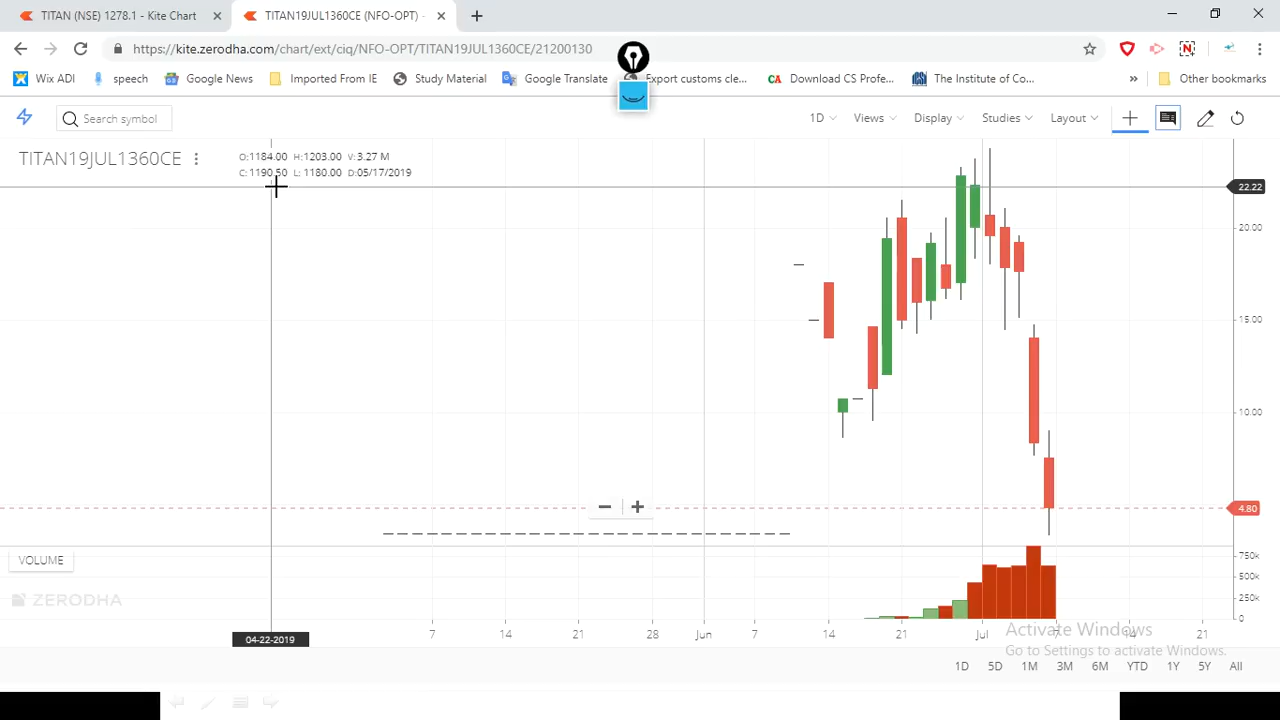 TITAN (NSE) 1278.1 - Kite Chart
TITAN19JUL1360CE (NFO-OPT) -
https://kite.zerodha.com/chart/ext/ciq/NFO-OPT/TITAN19JUL1360CE/21200130
Wix ADI
speech
Google News
Imported From IE
Study Material
Google Translate
Export customs cle...
CA Download CS Profe...
The Institute of Co...
Other bookmarks
Search symbol
1D
Views
Display
Studies
Layout
TITAN19JUL1360CE
O:1184.00 H:1203.00 V:3.27 M
C:1190.50 L: 1180.00 D:05/17/2019
22.22
20.00
15.00
10.00
4.80
VOLUME
750k
500k
250k
0
ZERODHA
04-22-2019
7 14 21 28 Jun 7 14 21 Jul 7 14 21
Activate Windows
Go to Settings to activate Windows.
1D 5D 1M 3M 6M YTD 1Y 5Y All